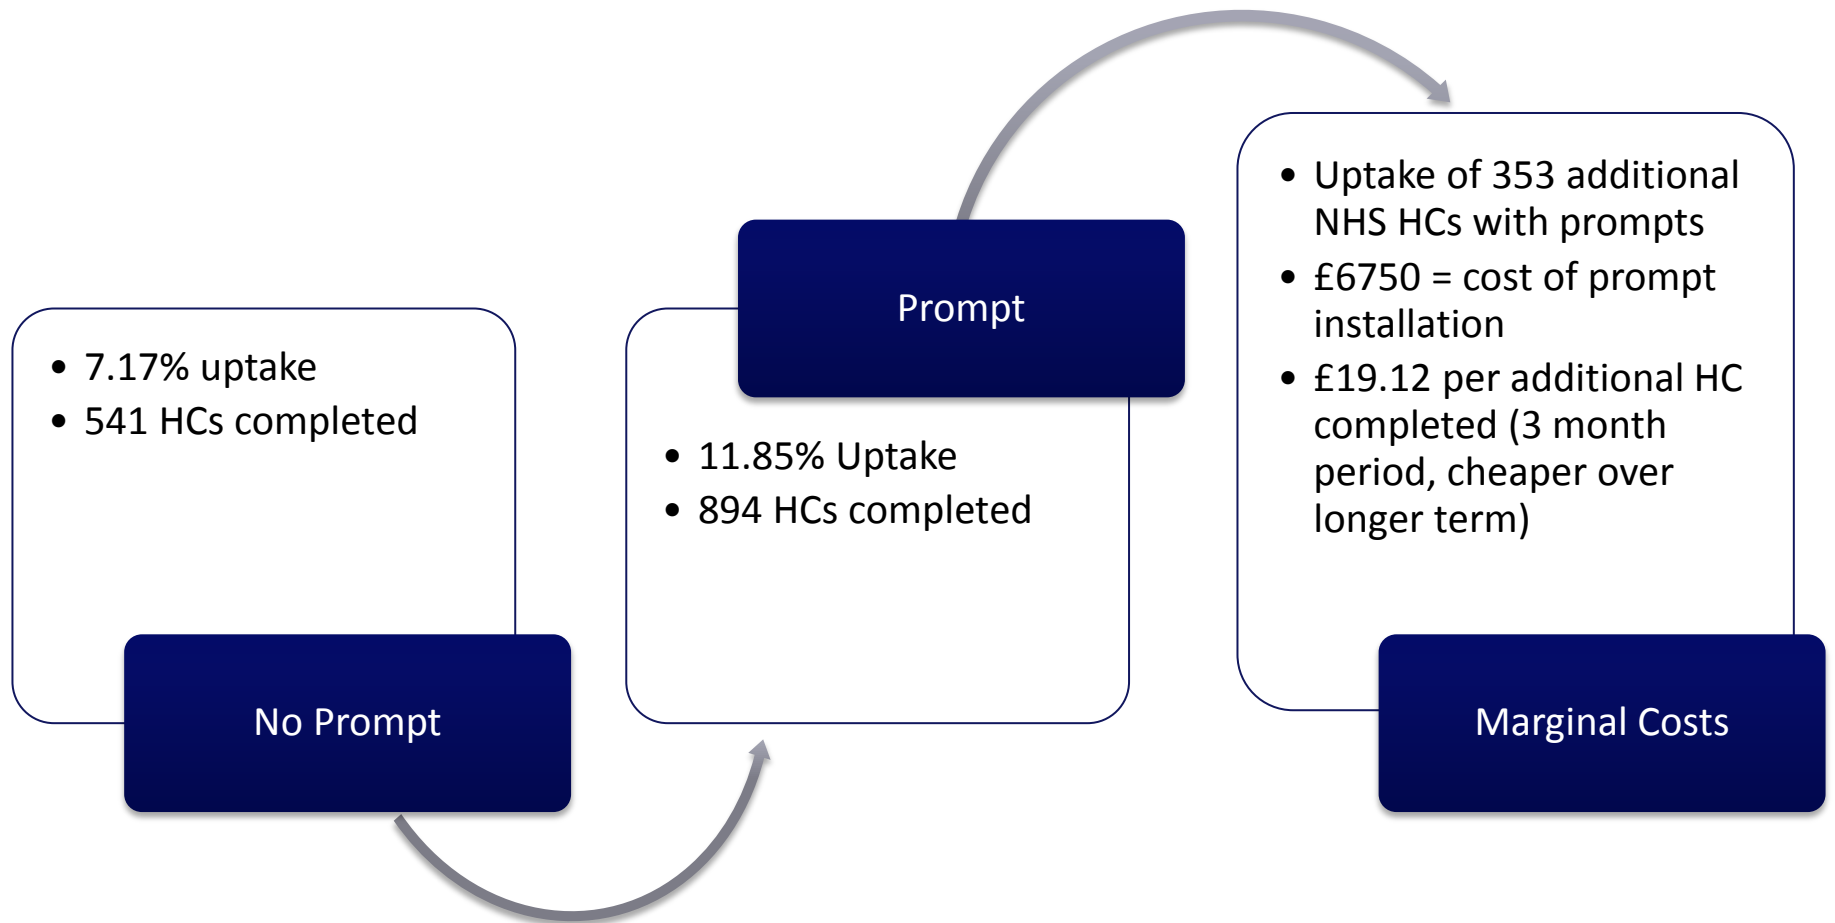 • 7.17% uptake
• 541 HCs completed
No Prompt
Prompt
• 11.85% Uptake
• 894 HCs completed
• Uptake of 353 additional
NHS HCs with prompts
• £6750 = cost of prompt
installation
• £19.12 per additional HC
completed (3 month
period, cheaper over
longer term)
Marginal Costs